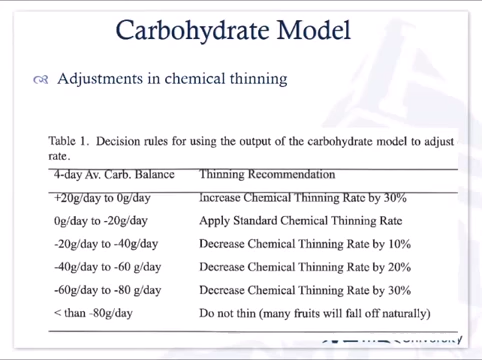 Carbohydrate Model
Adjustments in chemical thinning
Table 1. Decision rules for using the output of the carbohydrate model to adjust
rate.
4-day Av. Carb. Balance Thinning Recommendation
+20g/day to 0g/day Increase Chemical Thinning Rate by 30%
0g/day to -20g/day Apply Standard Chemical Thinning Rate
-20g/day to -40g/day Decrease Chemical Thinning Rate by 10%
-40g/day to -60 g/day Decrease Chemical Thinning Rate by 20%
-60g/day to -80 g/day Decrease Chemical Thinning Rate by 30%
< than -80g/day Do not thin (many fruits will fall off naturally)
University